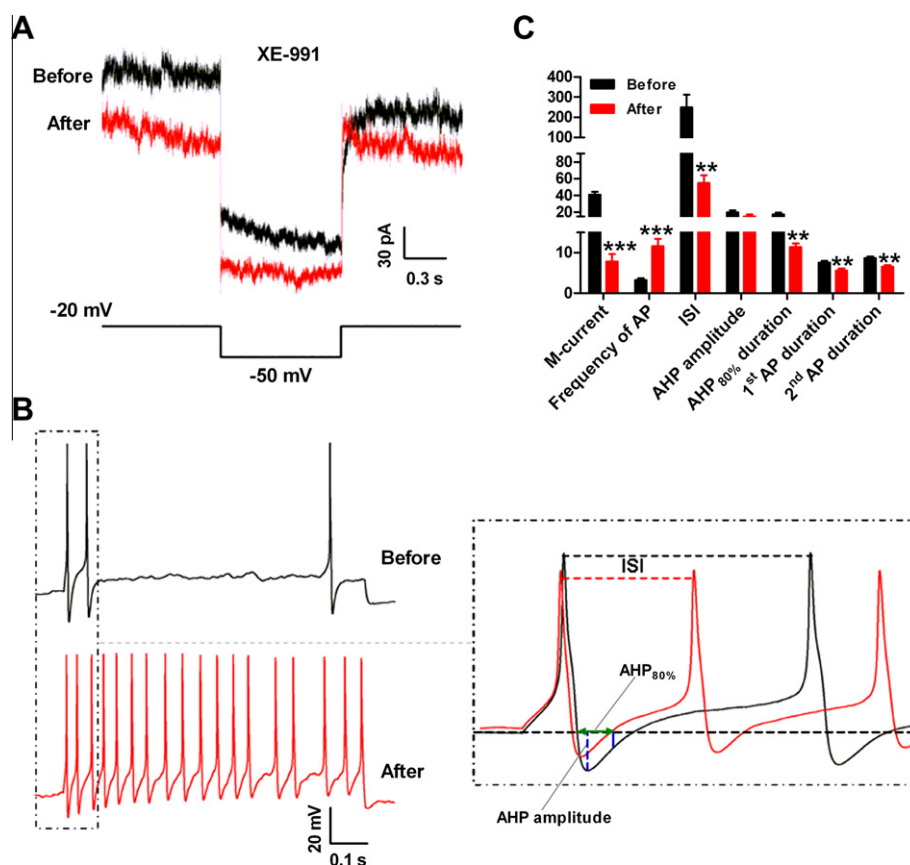 A
XE-991
Before
After
30 pA
0.3 s
-20 mV
-50 mV
C
Before
After
400
300
200
100
80
60
40
20
10
0
***
***
**
**
**
**
M-current
Frequency of AP
ISI
AHP amplitude
AHP 80% duration
1st AP duration
2nd AP duration
B
Before
After
20 mV
0.1 s
ISI
AHP80%
AHP amplitude